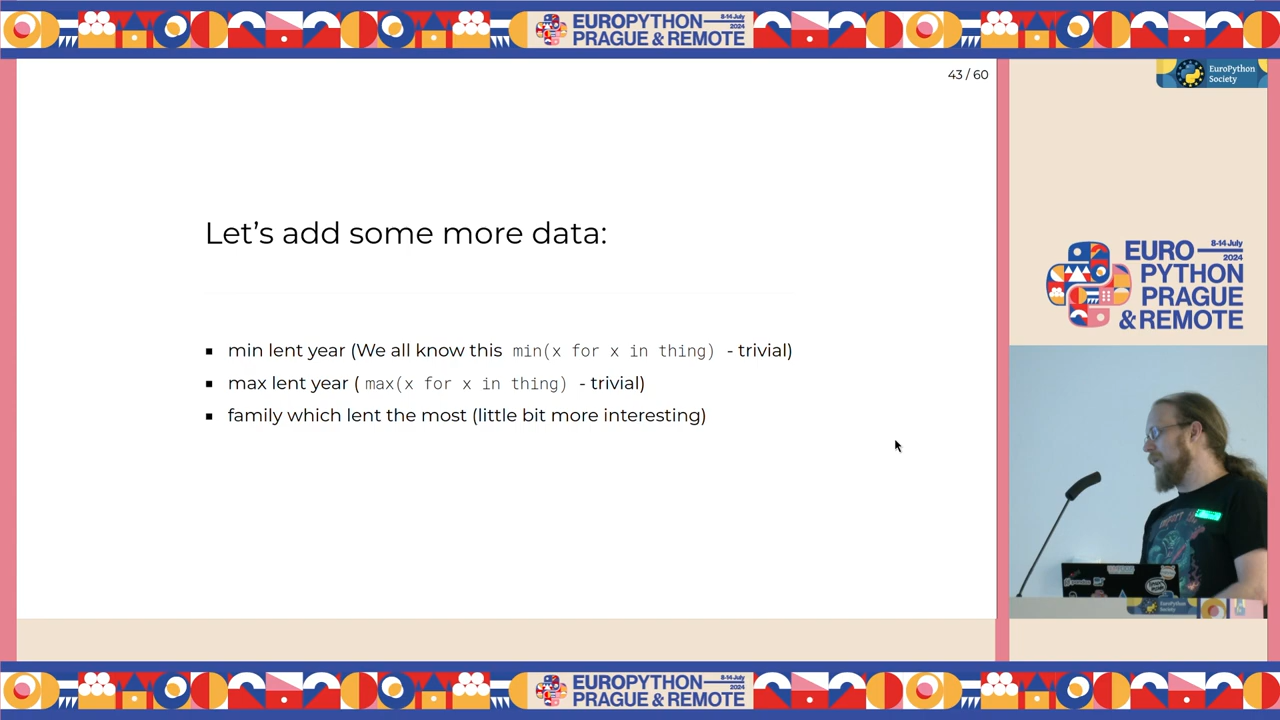 EUROPYTHON
8-14 July
2024
PRAGUE & REMOTE
43 / 60
EuroPython
Society
Let's add some more data:
▪ min lent year (We all know this min(x for x in thing) - trivial)
▪ max lent year ( max(x for x in thing) - trivial)
▪ family which lent the most (little bit more interesting)
EURO
8-14 July
2024
PYTHON
PRAGUE
& REMOTE
EuroPython
Society
EUROPYTHON
8-14 July
2024
PRAGUE & REMOTE